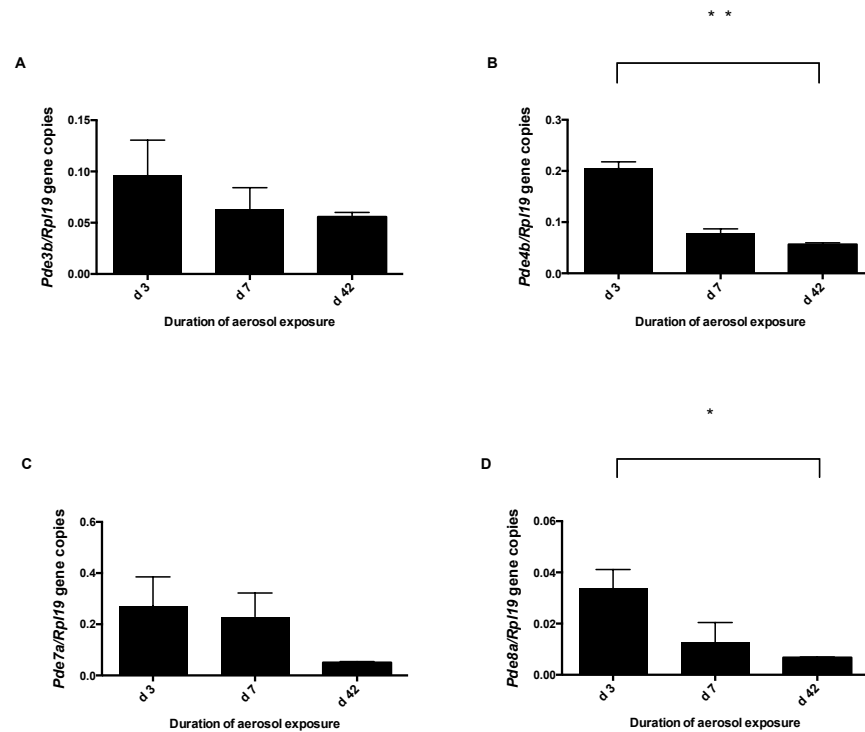 * *
A
B
Pde3b/Rpl19 gene copies
0.15
0.10
0.05
0.00
d 3
d 7
d 42
Duration of aerosol exposure
Pde4b/Rpl19 gene copies
0.3
0.2
0.1
0.0
d 3
d 7
d 42
Duration of aerosol exposure
*
C
D
Pde7a/Rpl19 gene copies
0.6
0.4
0.2
0.0
d 3
d 7
d 42
Duration of aerosol exposure
Pde8a/Rpl19 gene copies
0.06
0.04
0.02
0.00
d 3
d 7
d 42
Duration of aerosol exposure